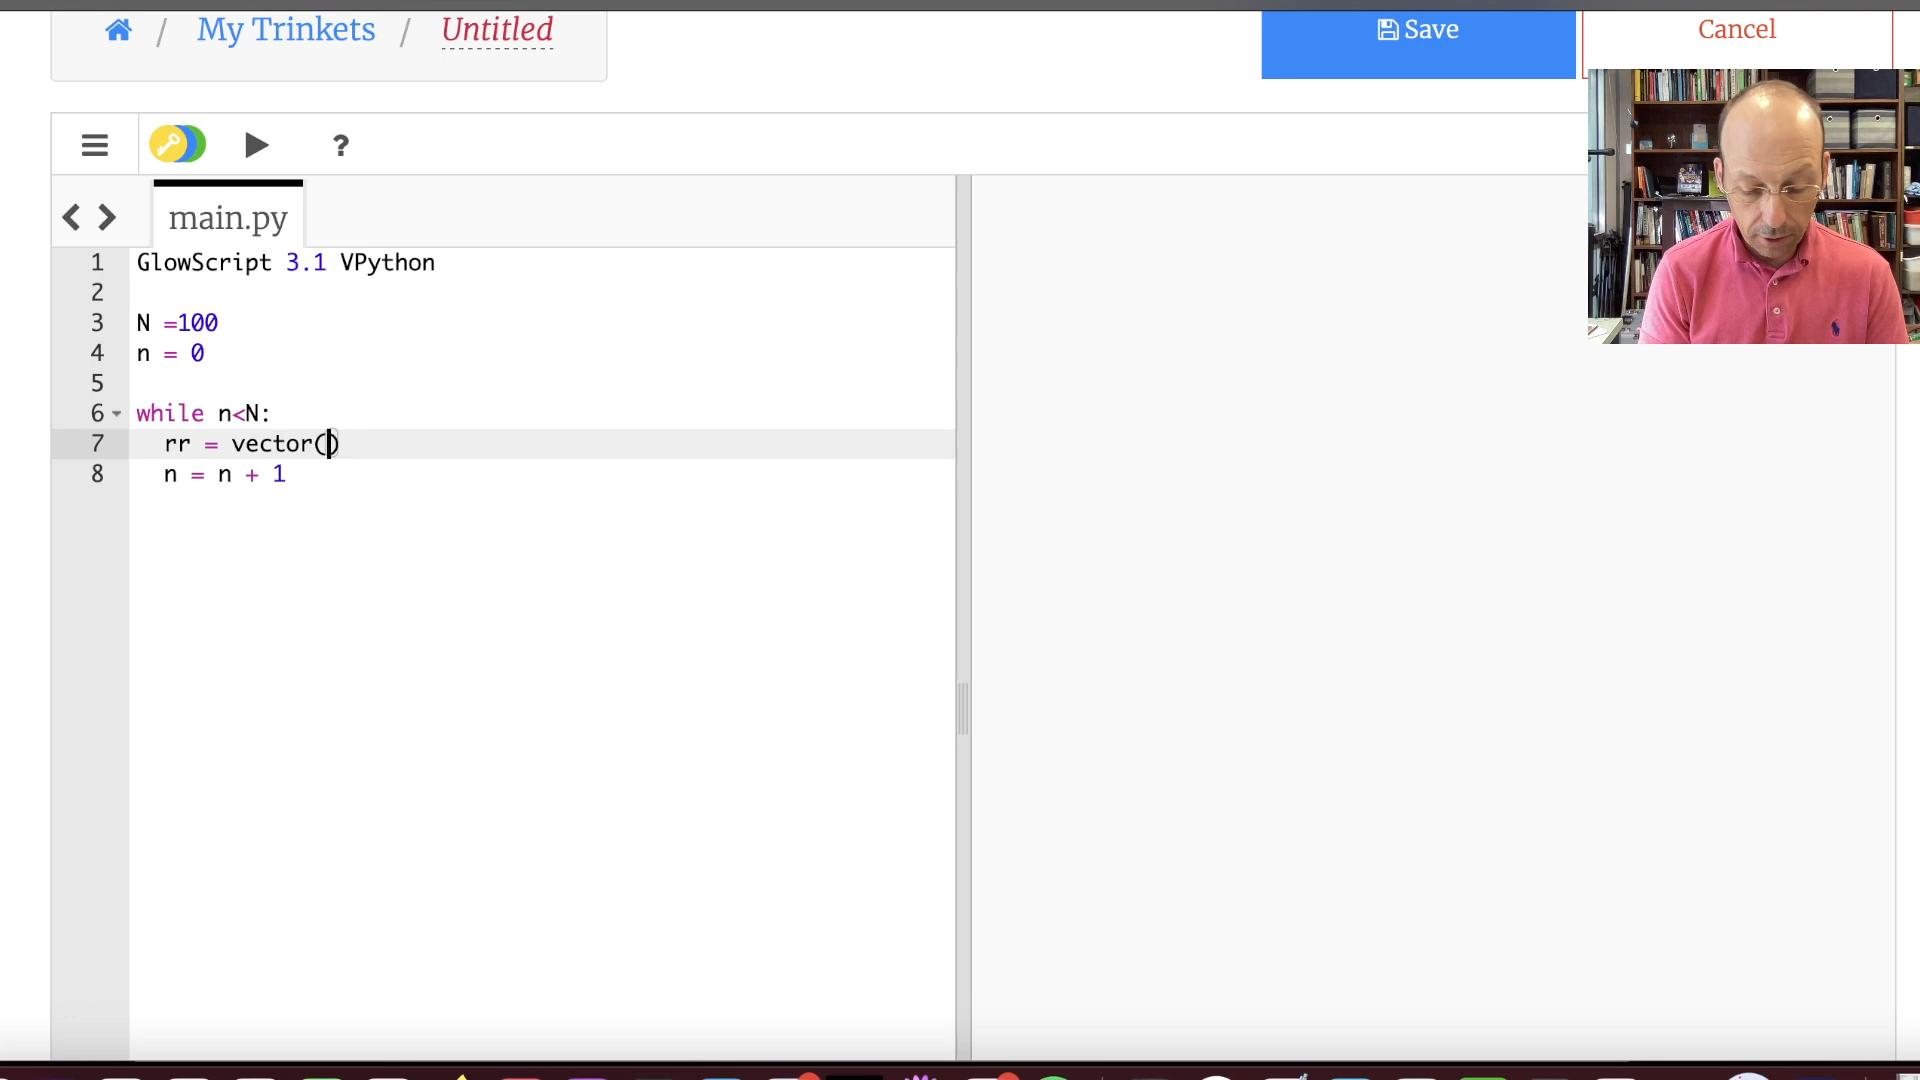 / My Trinkets / Untitled
Save
Cancel
?
main.py
1 GlowScript 3.1 VPython
2
3 N =100
4 n = 0
5
6 while n<N:
7 rr = vector()
8 n = n + 1